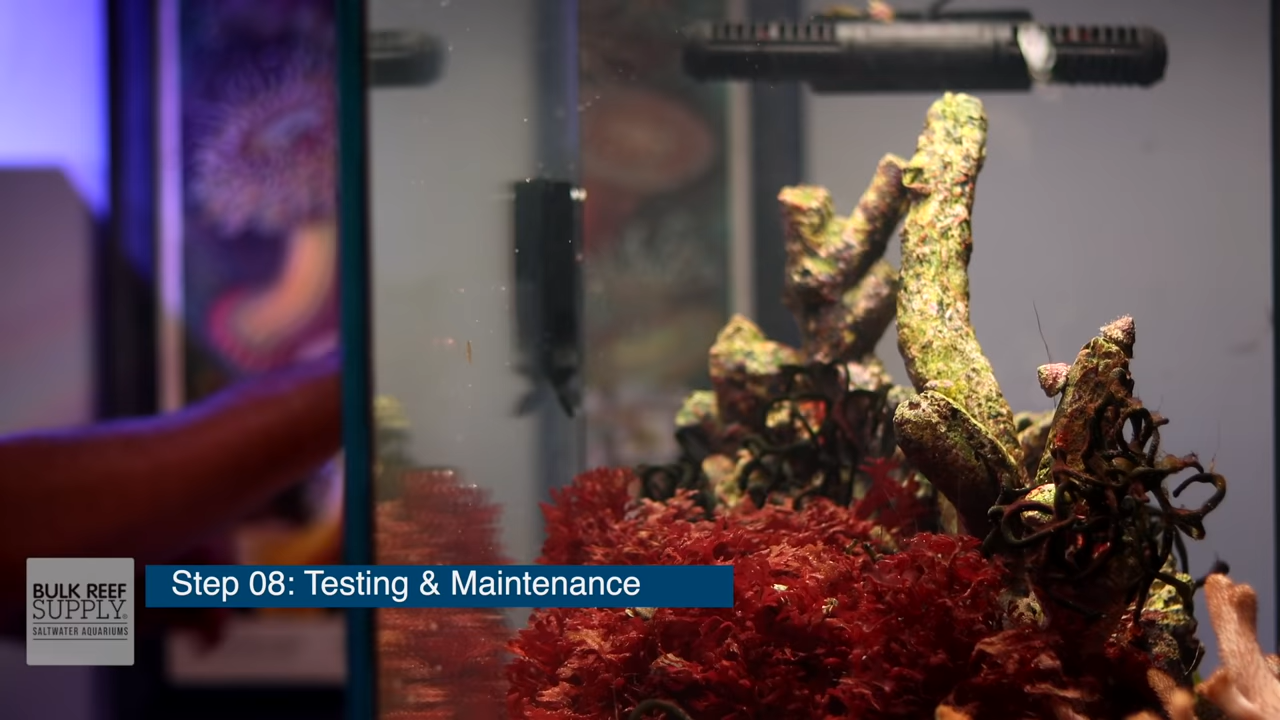 BULK REEF
SUPPLY®
SALTWATER AQUARIUMS
Step 08: Testing & Maintenance